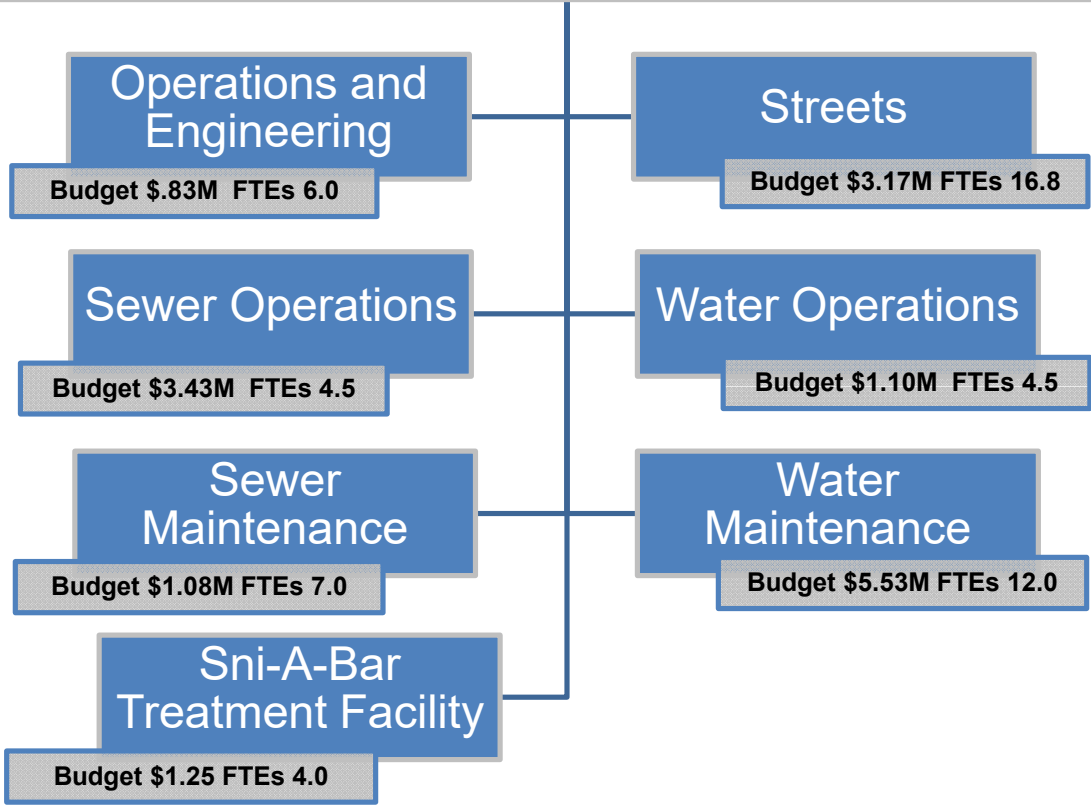 Operations and
Engineering
Budget $.83M  FTEs 6.0
Streets
Budget $3.17M FTEs 16.8
Sewer Operations
Budget $3.43M  FTEs 4.5
Water Operations
Budget $1.10M  FTEs 4.5
Sewer
Maintenance
Budget $1.08M FTEs 7.0
Water
Maintenance
Budget $5.53M FTEs 12.0
Sni-A-Bar
Treatment Facility
Budget $1.25 FTEs 4.0